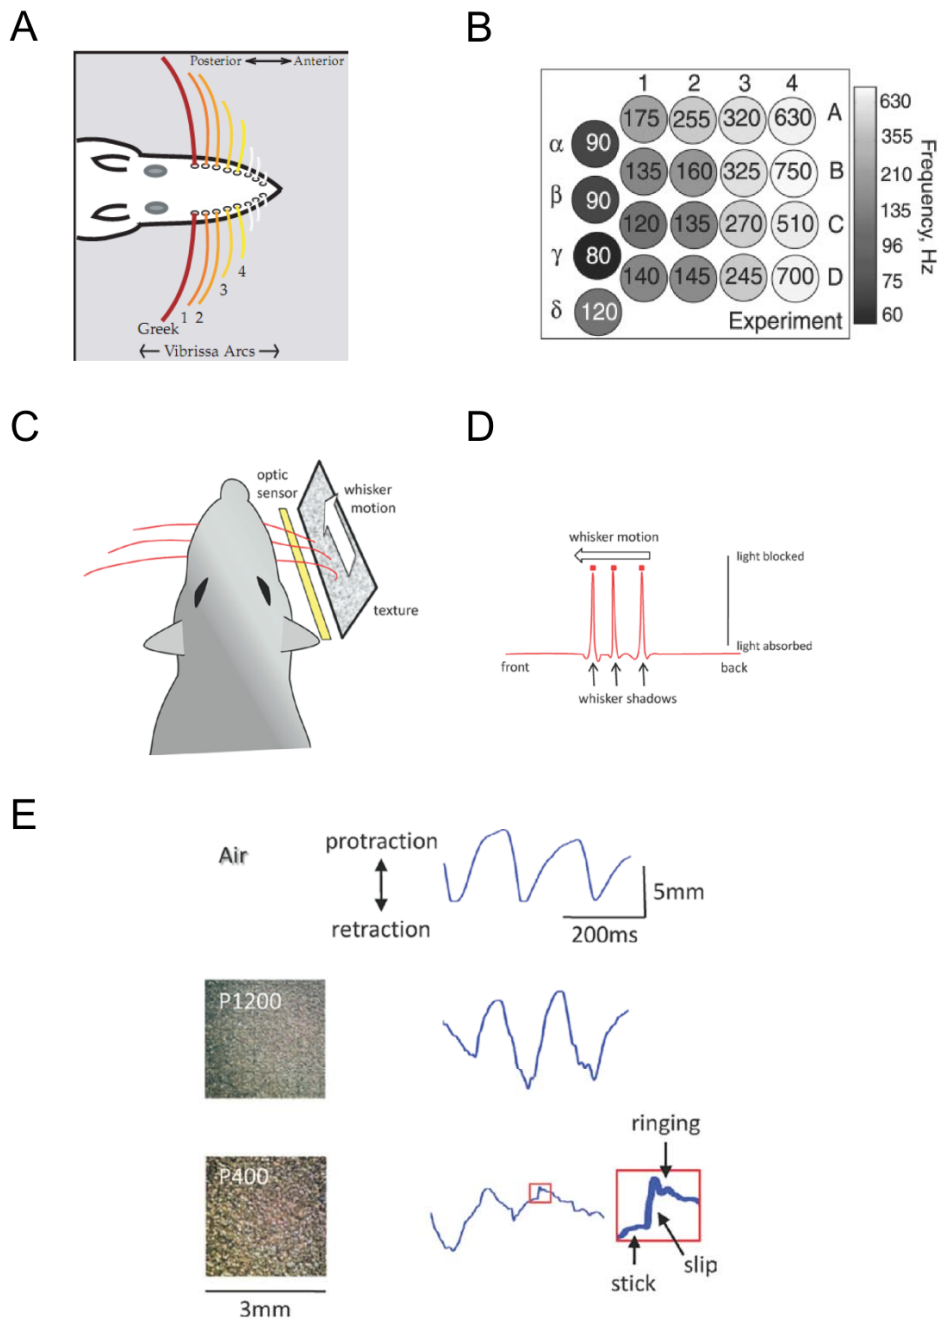 A
Posterior Anterior
Greek
1 2
3
4
Vibrissa Arcs
B
1 2 3 4
175 255 320 630 A
α 90
135 160 325 750 B
β 90
120 135 270 510 C
γ 80
140 145 245 700 D
δ 120
Experiment
630
355
210
135
96
75
60
Frequency, Hz
C
optic
sensor
whisker
motion
texture
D
whisker motion
light blocked
light absorbed
front
back
whisker shadows
E
Air
protraction
retraction
5mm
200ms
P1200
P400
ringing
slip
stick
3mm